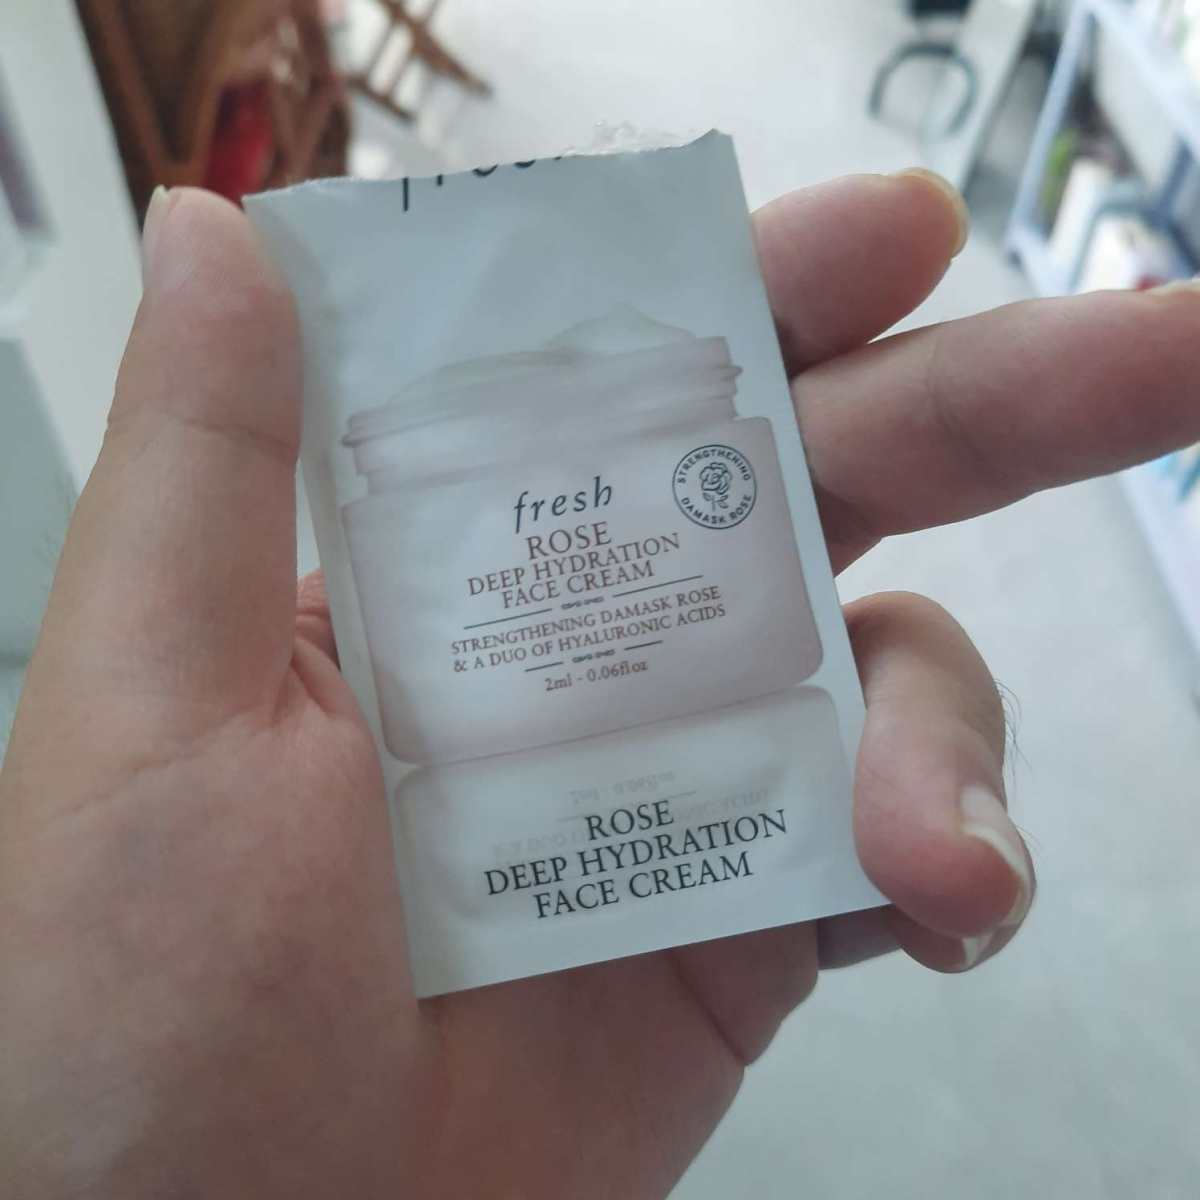 fresh
ROSE
DEEP HYDRATION
FACE CREAM
STRENGTHENING DAMASK ROSE
& A DUO OF HYALURONIC ACIDS
2ml - 0.06fl oz
STRENGTHENING
DAMASK ROSE
ROSE
DEEP HYDRATION
FACE CREAM